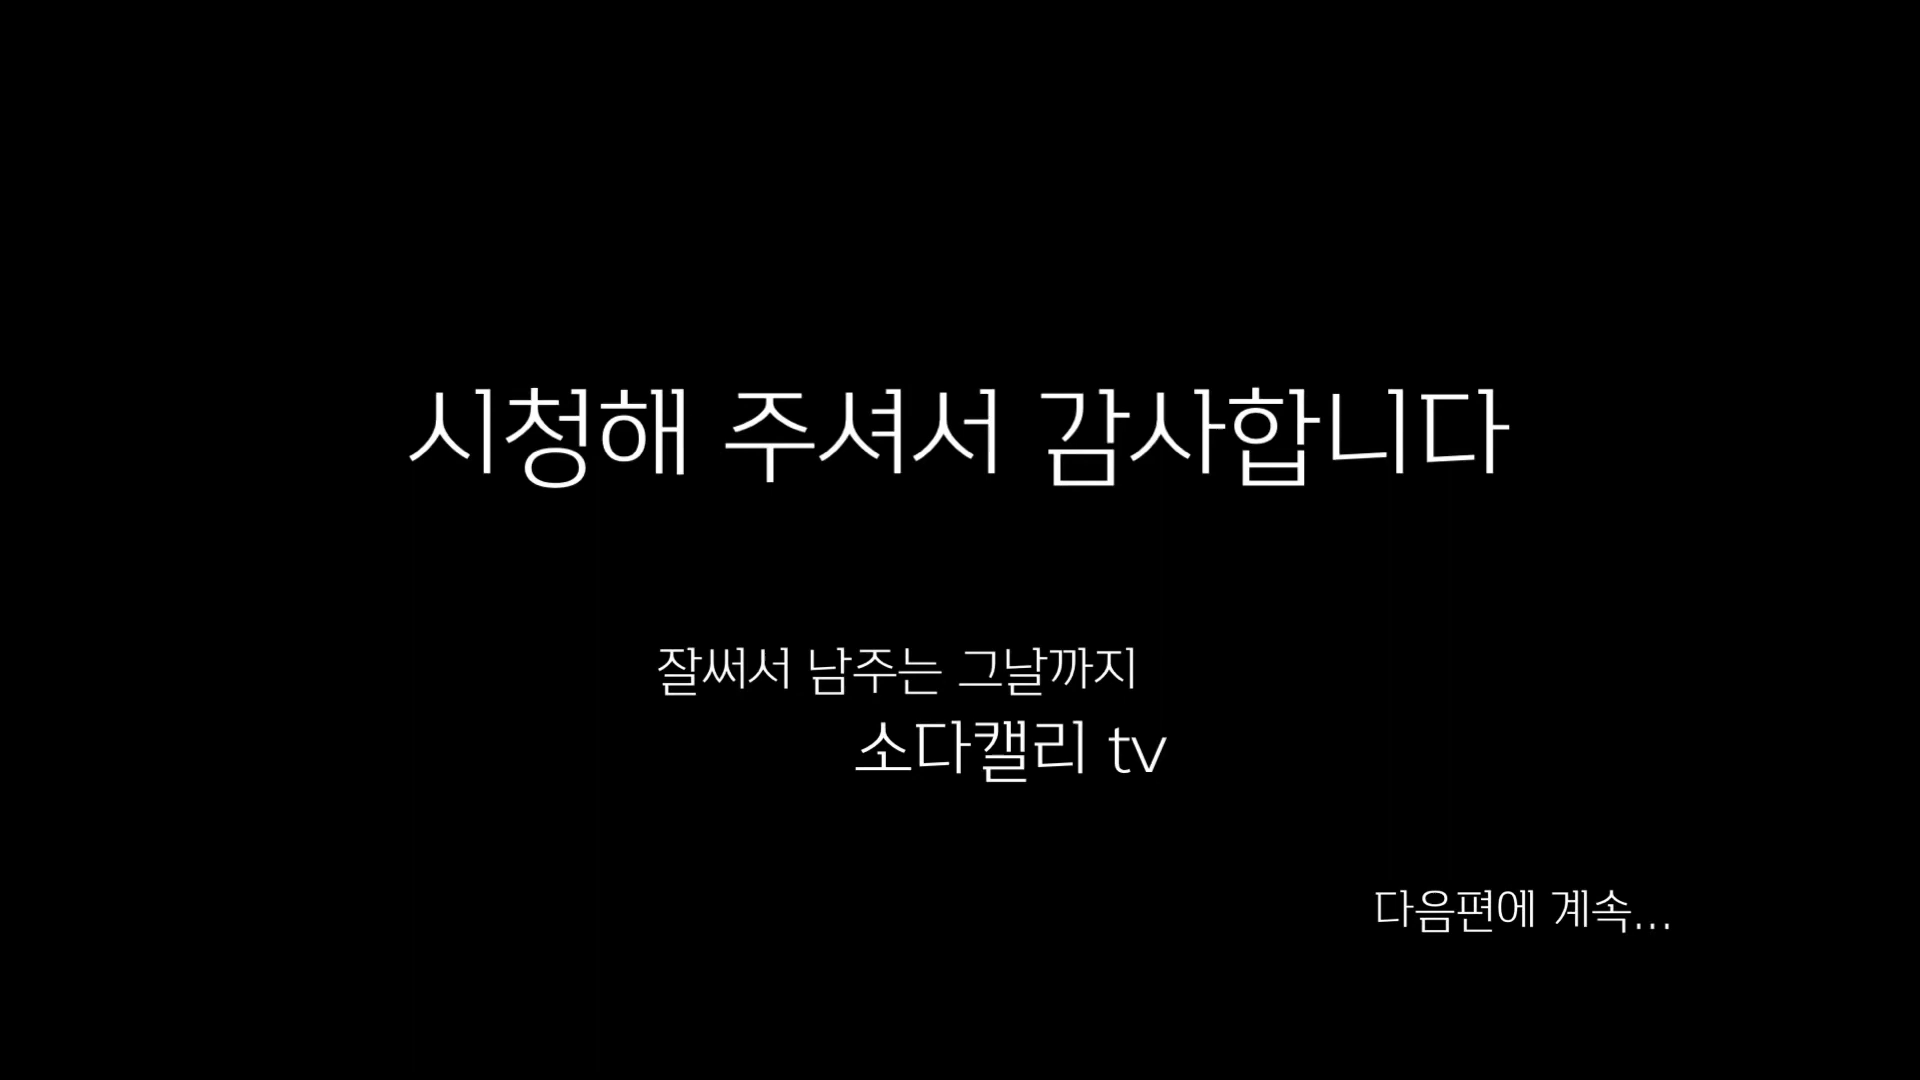 시청해 주셔서 감사합니다
잘써서 남주는 그날까지
소다캘리 tv
다음편에 계속...